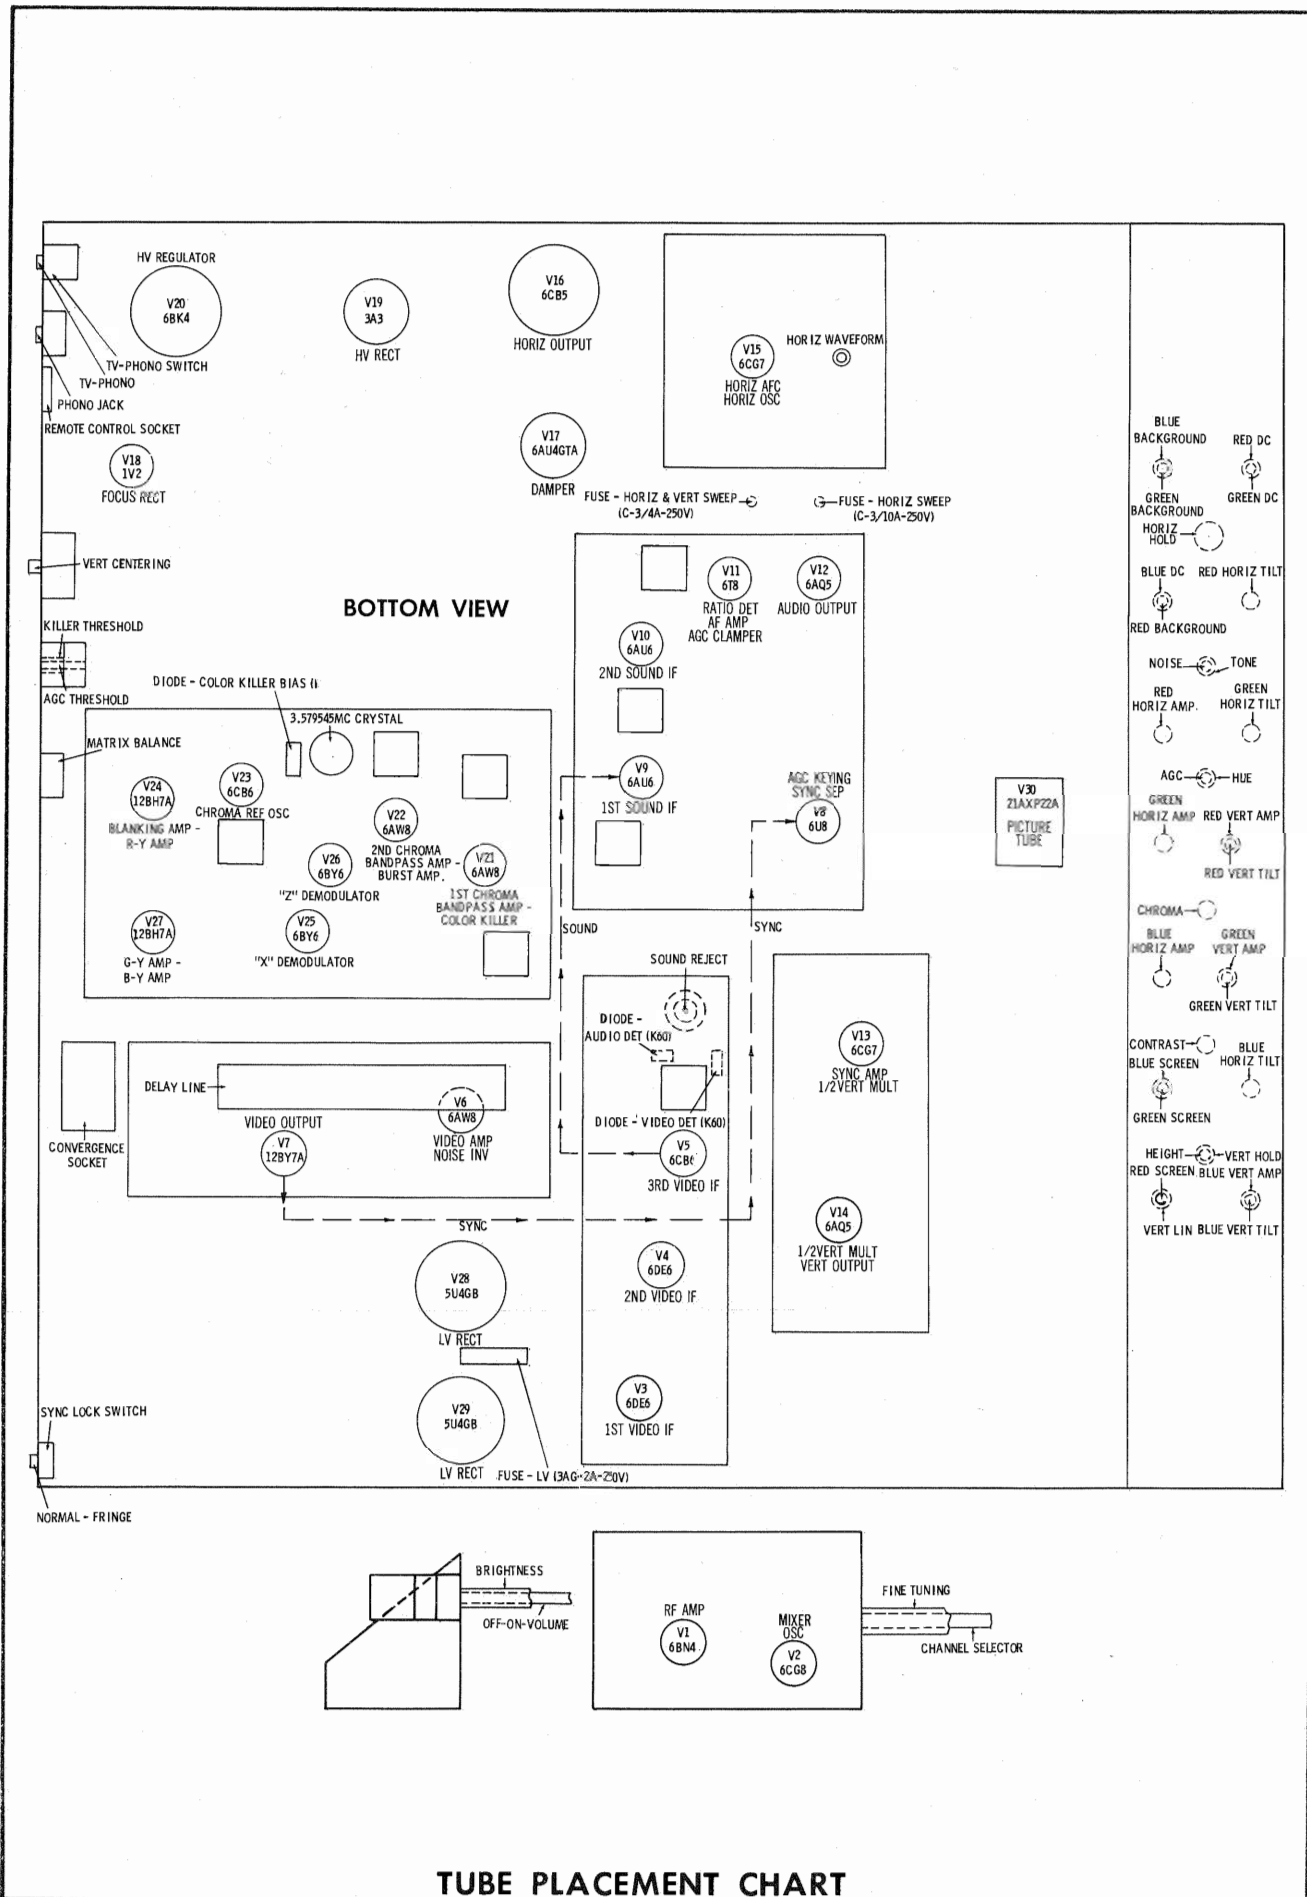 HV REGULATOR
V20
6BK4
V19
3A3
HV RECT
V16
6CB5
HORIZ OUTPUT
V15
6CG7
HORIZ AFC
HORIZ OSC
HORIZ WAVEFORM
TV-PHONO SWITCH
TV-PHONO
PHONO JACK
REMOTE CONTROL SOCKET
V18
1V2
FOCUS RECT
V17
6AU4GTA
DAMPER
FUSE - HORIZ & VERT SWEEP
(C-3/4A-250V)
FUSE - HORIZ SWEEP
(C-3/10A-250V)
VERT CENTERING
BOTTOM VIEW
KILLER THRESHOLD
AGC THRESHOLD
DIODE - COLOR KILLER BIAS
3.579545MC CRYSTAL
MATRIX BALANCE
V24
12BH7A
BLANKING AMP -
R-Y AMP
V23
6CB6
CHROMA REF OSC
V22
6AW8
2ND CHROMA
BANDPASS AMP -
BURST AMP.
V26
6BY6
"Z" DEMODULATOR
V21
6AW8
1ST CHROMA
BANDPASS AMP -
COLOR KILLER
V27
12BH7A
G-Y AMP -
B-Y AMP
V25
6BY6
"X" DEMODULATOR
V11
6T8
RATIO DET
AF AMP
AGC CLAMPER
V12
6AQ5
AUDIO OUTPUT
V10
6AU6
2ND SOUND IF
V9
6AU6
1ST SOUND IF
AGC KEYING
SYNC SEP
V8
6U8
SOUND
SYNC
V30
21AXP22A
PICTURE
TUBE
SOUND REJECT
DIODE -
AUDIO DET (K60)
DIODE - VIDEO DET (K60)
V5
6CB6
3RD VIDEO IF
V4
6DE6
2ND VIDEO IF
V3
6DE6
1ST VIDEO IF
V13
6CG7
SYNC AMP
1/2VERT MULT
V14
6AQ5
1/2VERT MULT
VERT OUTPUT
DELAY LINE
CONVERGENCE
SOCKET
VIDEO OUTPUT
V7
12BY7A
V6
6AW8
VIDEO AMP
NOISE INV
SYNC
V28
5U4GB
LV RECT
V29
5U4GB
LV RECT
FUSE - LV (3AG-2A-250V)
SYNC LOCK SWITCH
NORMAL - FRINGE
BLUE
BACKGROUND
RED DC
GREEN
BACKGROUND
GREEN DC
HORIZ
HOLD
BLUE DC
RED HORIZ TILT
RED BACKGROUND
NOISE
TONE
RED
HORIZ AMP.
GREEN
HORIZ TILT
AGC
HUE
GREEN
HORIZ AMP
RED VERT AMP
RED VERT TILT
CHROMA
BLUE
HORIZ AMP
GREEN
VERT AMP
GREEN VERT TILT
CONTRAST
BLUE SCREEN
BLUE
HORIZ TILT
GREEN SCREEN
HEIGHT
VERT HOLD
RED SCREEN
BLUE VERT AMP
VERT LIN
BLUE VERT TILT
BRIGHTNESS
OFF-ON-VOLUME
RF AMP
V1
6BN4
MIXER
OSC
V2
6CG8
FINE TUNING
CHANNEL SELECTOR
TUBE PLACEMENT CHART